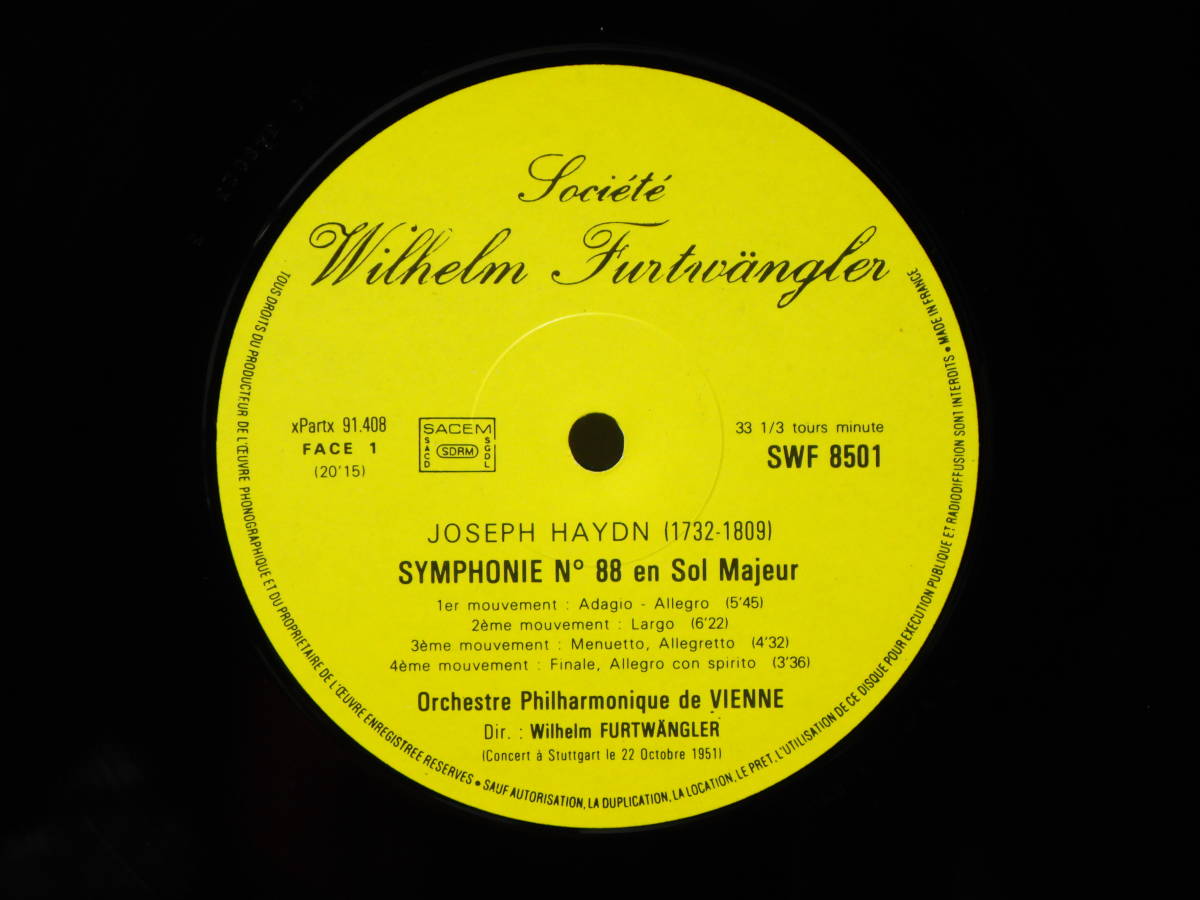 Société
Wilhelm Furtwängler
xPartx 91.408
FACE 1
(20'15)
SACEM
SACD
SDRM
SGDL
33 1/3 tours minute
SWF 8501
JOSEPH HAYDN (1732-1809)
SYMPHONIE N° 88 en Sol Majeur
1er mouvement : Adagio - Allegro (5'45)
2ème mouvement : Largo (6'22)
3ème mouvement : Menuetto, Allegretto (4'32)
4ème mouvement : Finale, Allegro con spirito (3'36)
Orchestre Philharmonique de VIENNE
Dir. : Wilhelm FURTWÄNGLER
(Concert à Stuttgart le 22 Octobre 1951)
TOUS DROITS DU PRODUCTEUR DE L'ŒUVRE PHONOGRAPHIQUE ET DU PROPRIETAIRE DE L'ŒUVRE ENREGISTREE RESERVES • SAUF AUTORISATION, LA DUPLICATION, LA LOCATION, LE PRET, L'UTILISATION DE CE DISQUE POUR EXECUTION PUBLIQUE ET RADIODIFFUSION SONT INTERDITS • MADE IN FRANCE